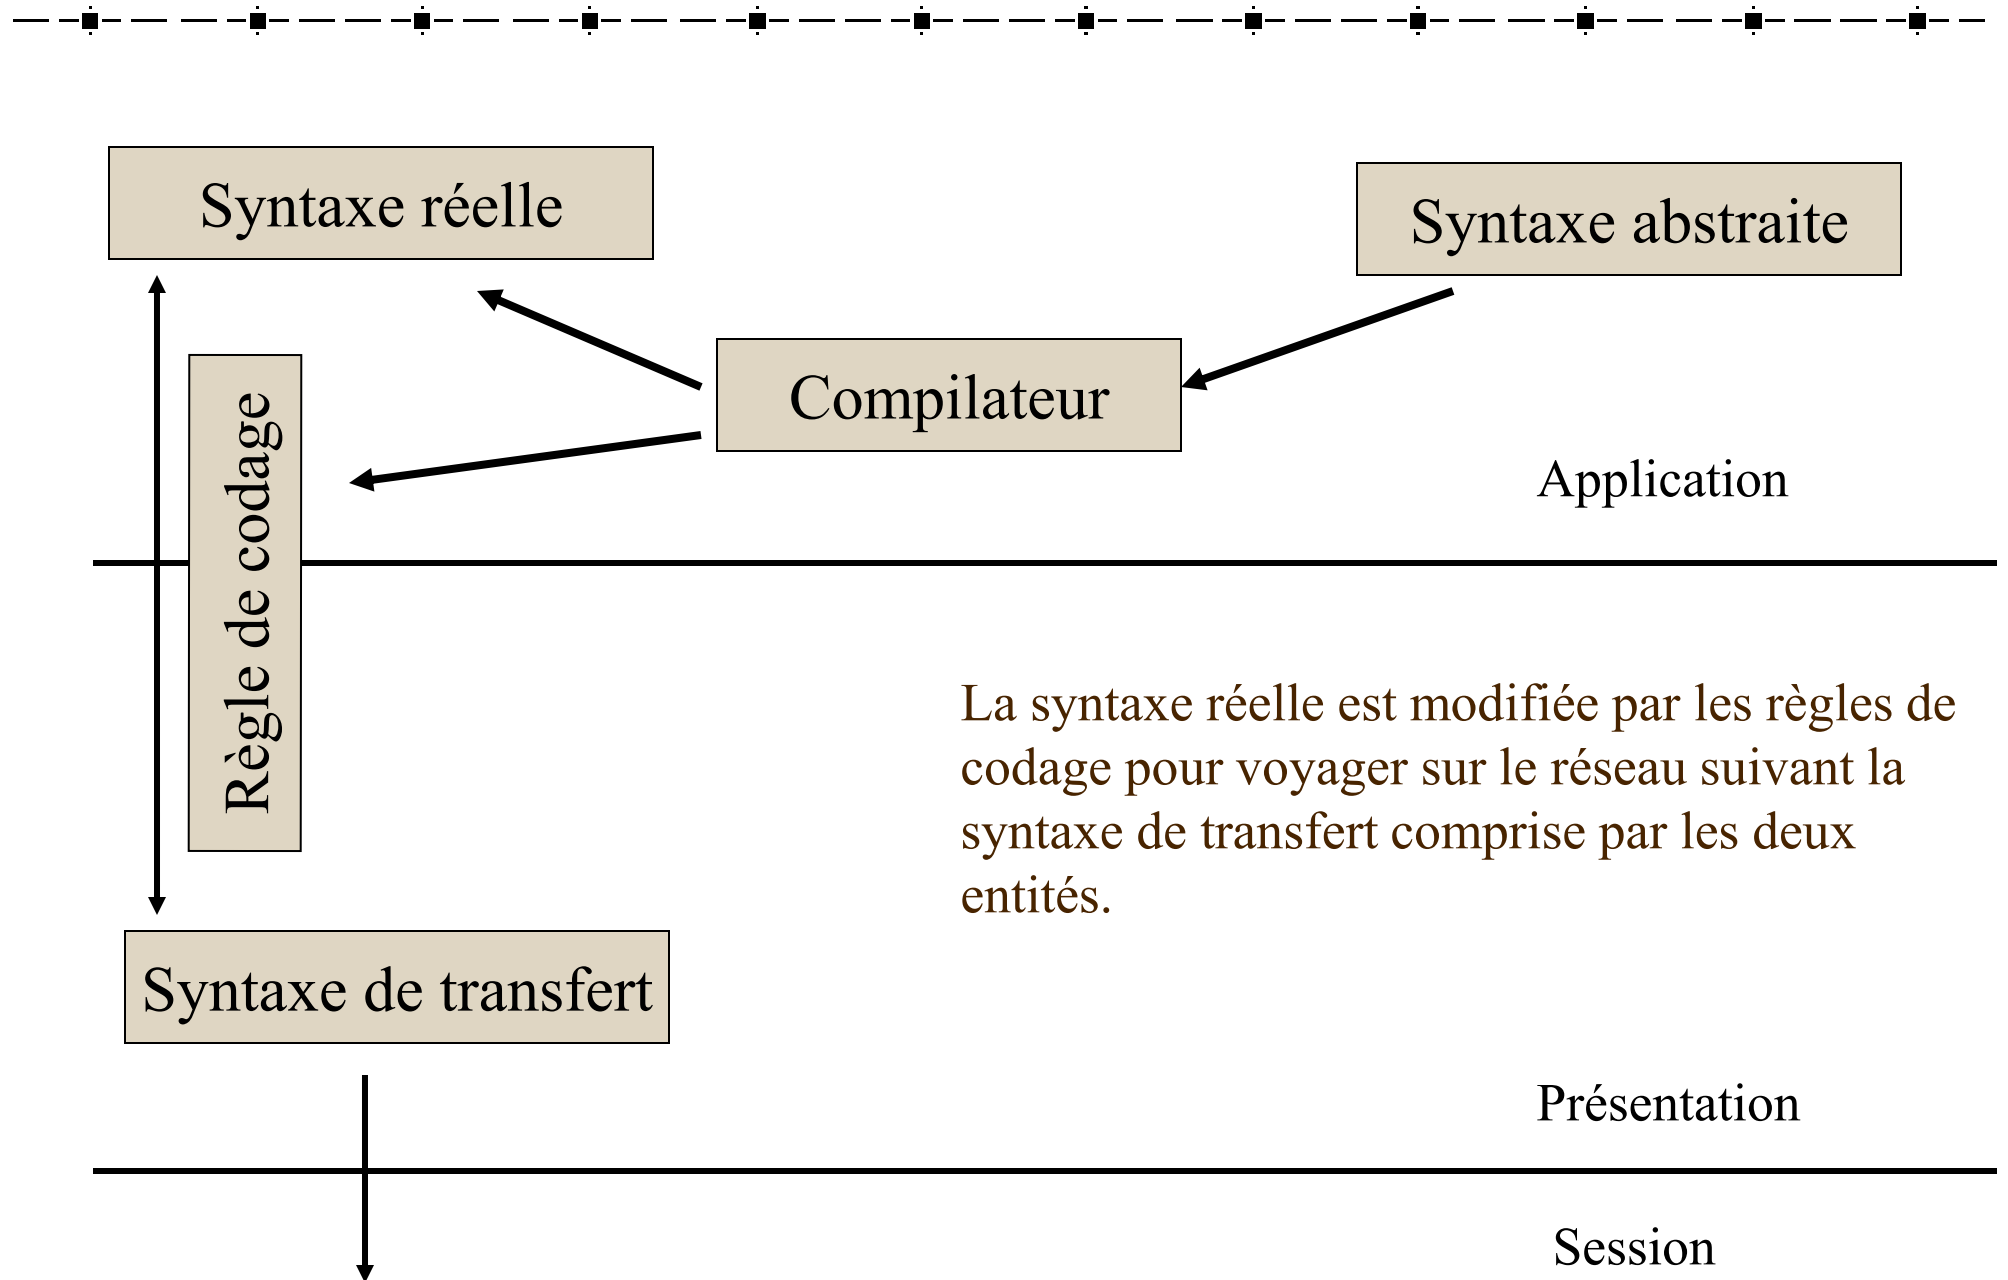 Syntaxe réelle
Syntaxe abstraite
Compilateur
Règle de codage
Application
La syntaxe réelle est modifiée par les règles de
codage pour voyager sur le réseau suivant la
syntaxe de transfert comprise par les deux
entités.
Syntaxe de transfert
Présentation
Session